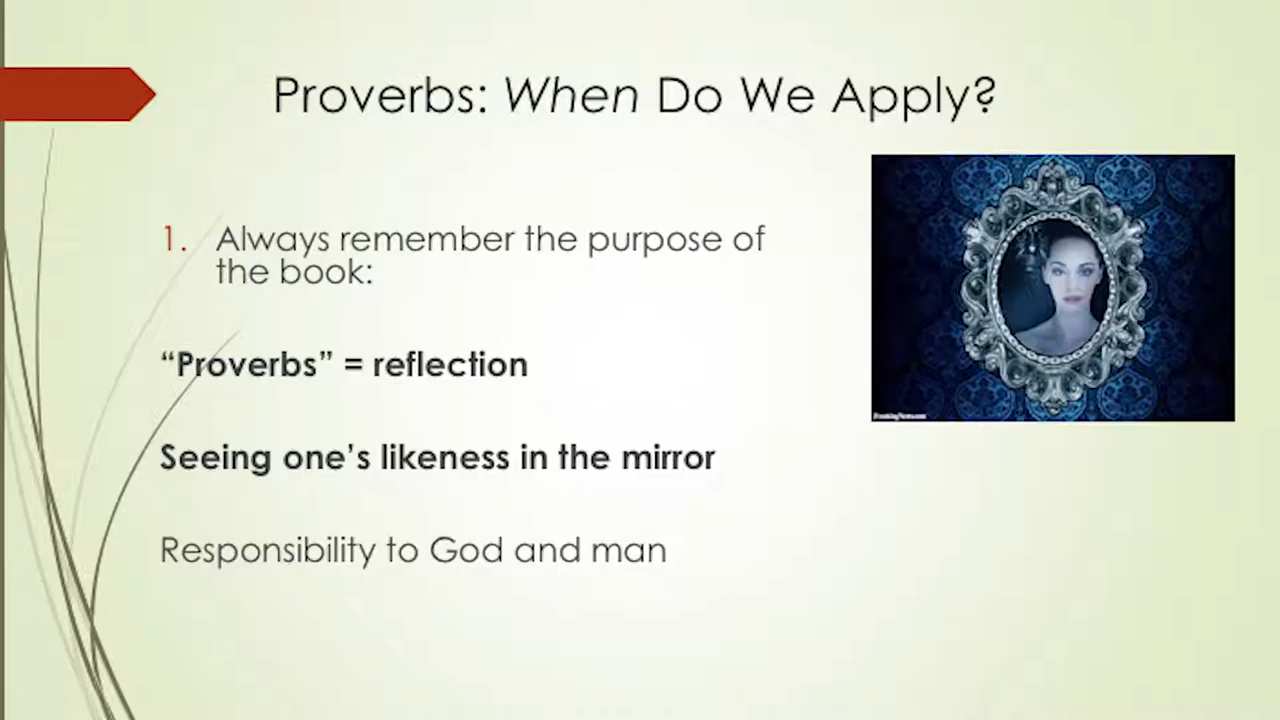 Proverbs: When Do We Apply?
1. Always remember the purpose of
the book:
“Proverbs” = reflection
Seeing one’s likeness in the mirror
Responsibility to God and man